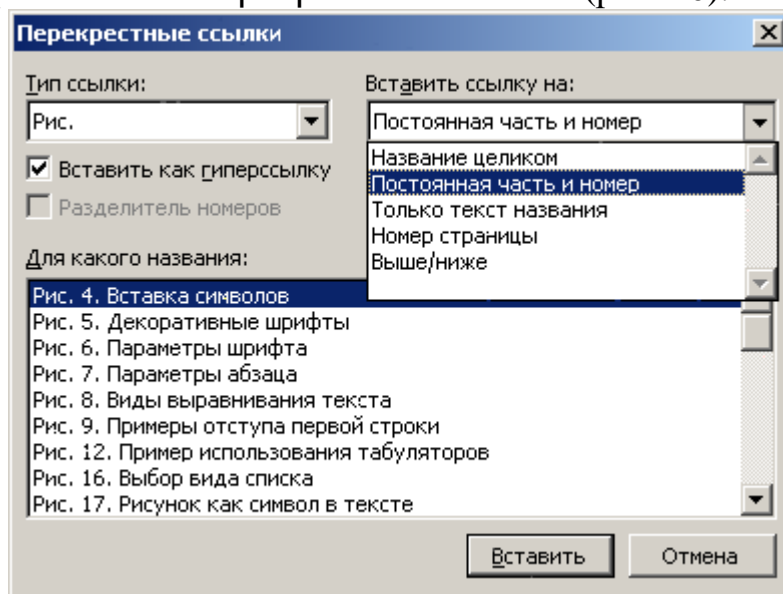 Перекрестные ссылки
Тип ссылки:
Вставить ссылку на:
Рис.
Постоянная часть и номер
Вставить как гиперссылку
Разделитель номеров
Название целиком
Постоянная часть и номер
Только текст названия
Номер страницы
Выше/ниже
Для какого названия:
Рис. 4. Вставка символов
Рис. 5. Декоративные шрифты
Рис. 6. Параметры шрифта
Рис. 7. Параметры абзаца
Рис. 8. Виды выравнивания текста
Рис. 9. Примеры отступа первой строки
Рис. 12. Пример использования табуляторов
Рис. 16. Выбор вида списка
Рис. 17. Рисунок как символ в тексте
Вставить
Отмена